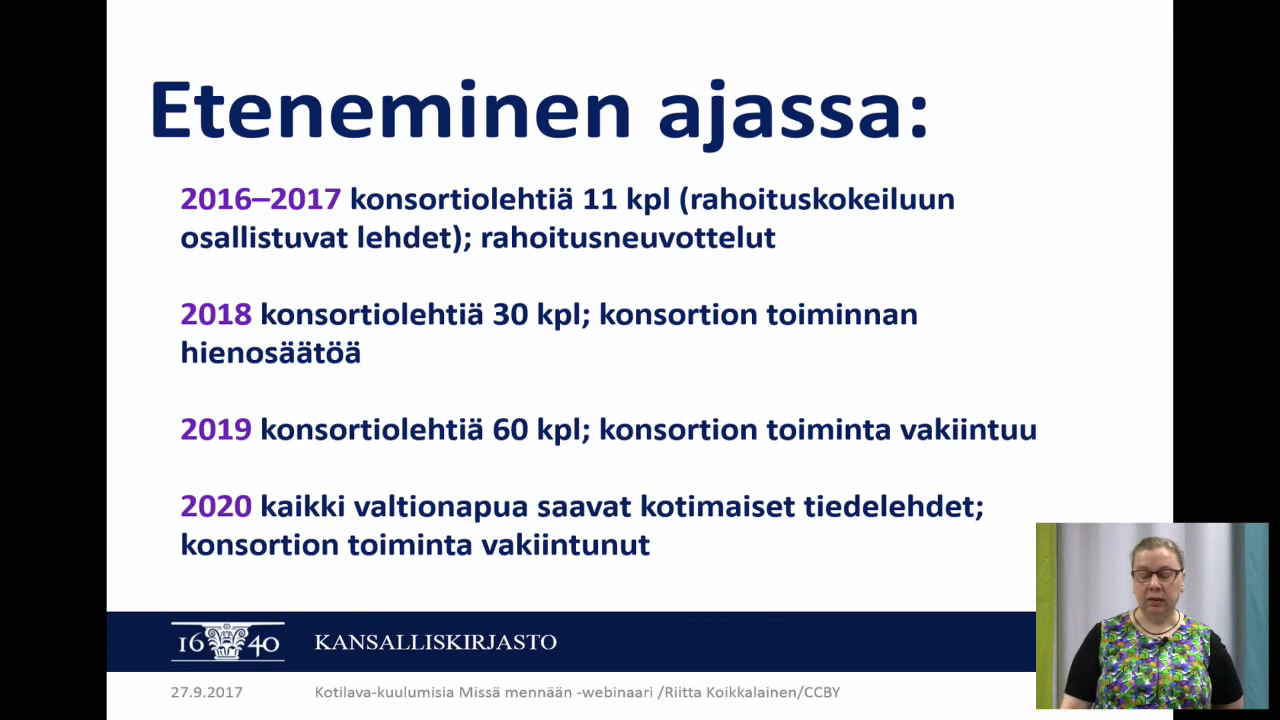 Eteneminen ajassa:
2016–2017 konsortiolehtiä 11 kpl (rahoituskokeiluun
osallistuvat lehdet); rahoitusneuvottelut
2018 konsortiolehtiä 30 kpl; konsortion toiminnan
hienosäätöä
2019 konsortiolehtiä 60 kpl; konsortion toiminta vakiintuu
2020 kaikki valtionapua saavat kotimaiset tiedelehdet;
konsortion toiminta vakiintunut
1640 KANSALLISKIRJASTO
27.9.2017 Kotilava-kuulumisia Missä mennään -webinaari /Riitta Koikkalainen/CCBY